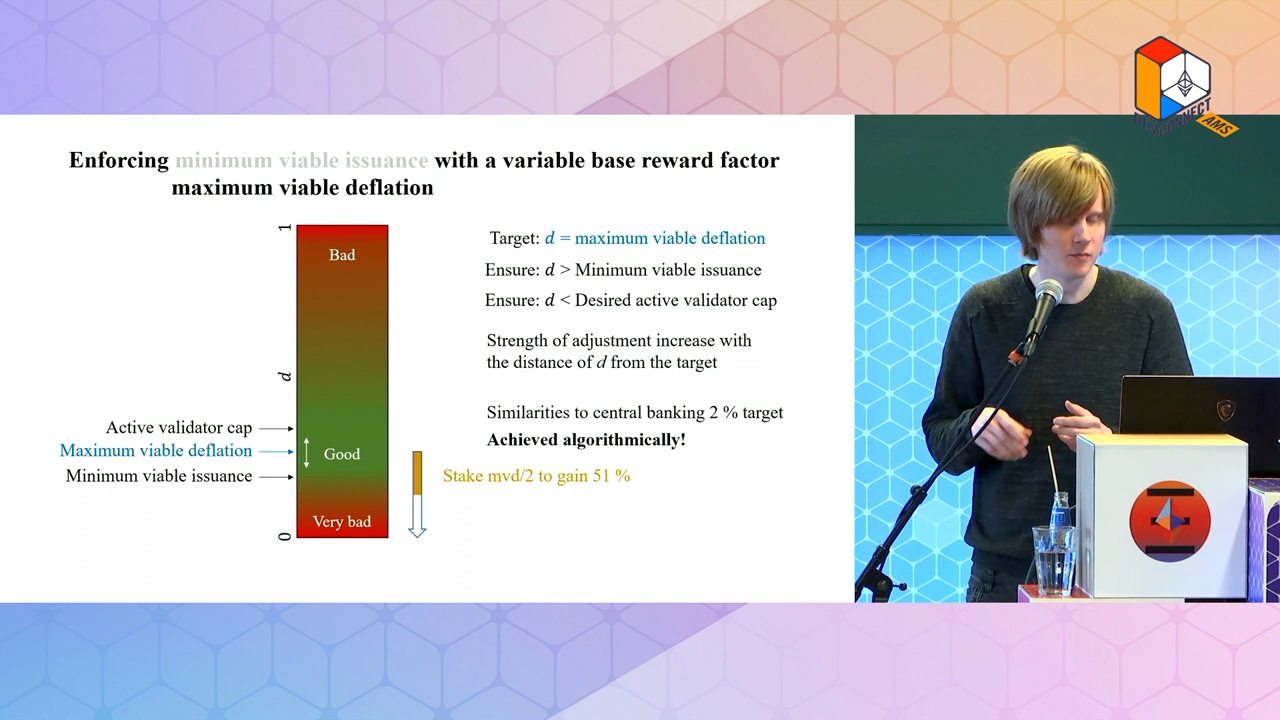 Enforcing minimum viable issuance with a variable base reward factor
maximum viable deflation
1
Bad
d
Active validator cap
Maximum viable deflation
Minimum viable issuance
Good
Very bad
0
Target: d = maximum viable deflation
Ensure: d > Minimum viable issuance
Ensure: d < Desired active validator cap
Strength of adjustment increase with
the distance of d from the target
Similarities to central banking 2 % target
Achieved algorithmically!
Stake mvd/2 to gain 51 %
CONNECT
AMS